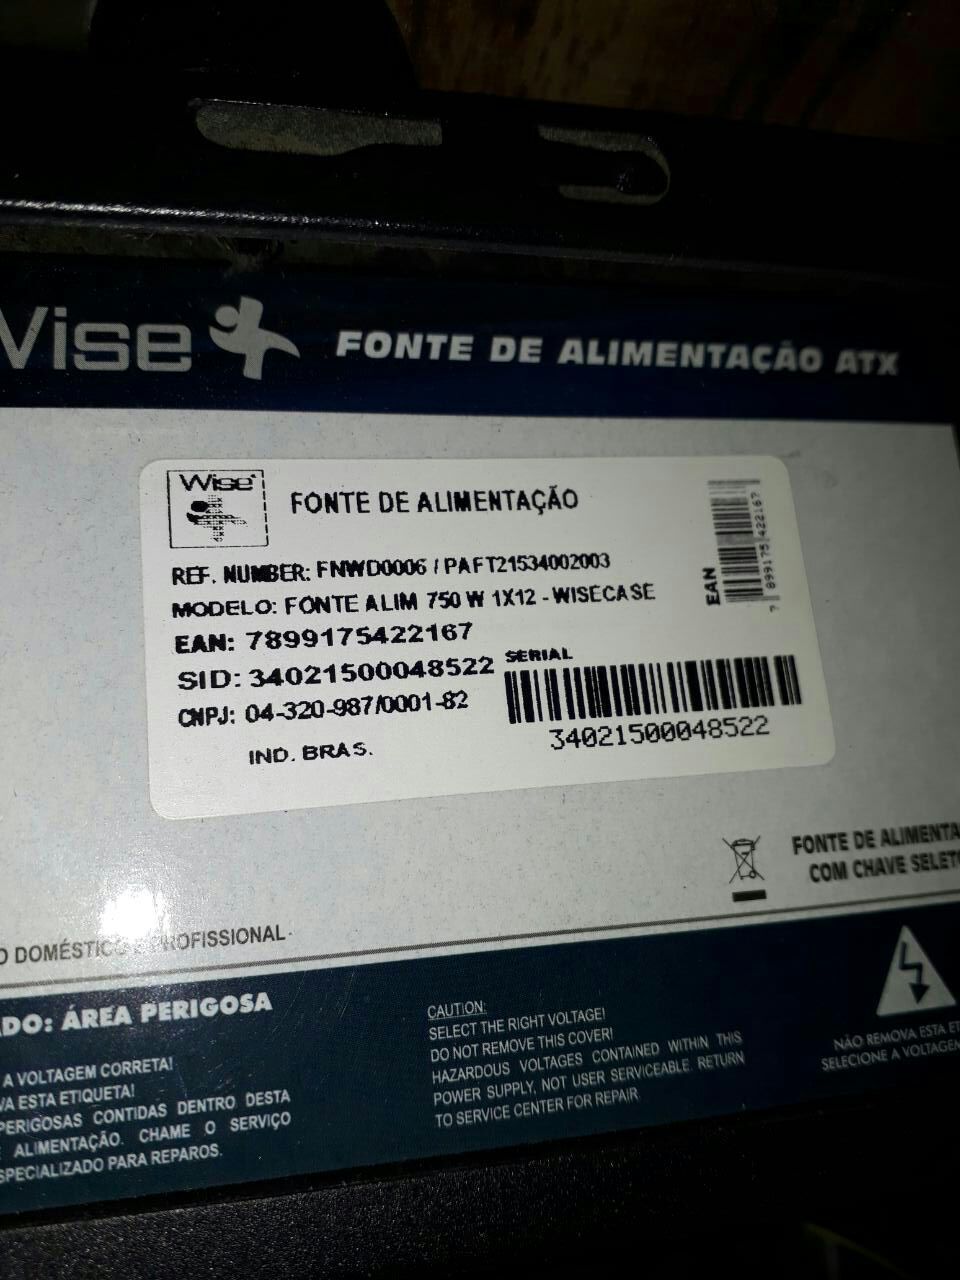 Wise
FONTE DE ALIMENTAÇÃO ATX
Wise
FONTE DE ALIMENTAÇÃO
REF. NUMBER: FNWD0006 / PAFT21534002003
MODELO: FONTE ALIM 750 W 1X12 - WISECASE
EAN: 7899175422167
SID: 34021500048522
CNPJ: 04-320-987/0001-82
IND. BRAS.
SERIAL
34021500048522
EAN
7 899175 422167
FONTE DE ALIMENTA
COM CHAVE SELETO
O DOMÉSTICO E PROFISSIONAL
ADO: ÁREA PERIGOSA
A VOLTAGEM CORRETA!
VA ESTA ETIQUETA!
PERIGOSAS CONTIDAS DENTRO DESTA
ALIMENTAÇÃO. CHAME O SERVIÇO
SPECIALIZADO PARA REPAROS.
CAUTION:
SELECT THE RIGHT VOLTAGE!
DO NOT REMOVE THIS COVER!
HAZARDOUS VOLTAGES CONTAINED WITHIN THIS
POWER SUPPLY, NOT USER SERVICEABLE. RETURN
TO SERVICE CENTER FOR REPAIR
NÃO REMOVA ESTA ET
SELECIONE A VOLTAGEM